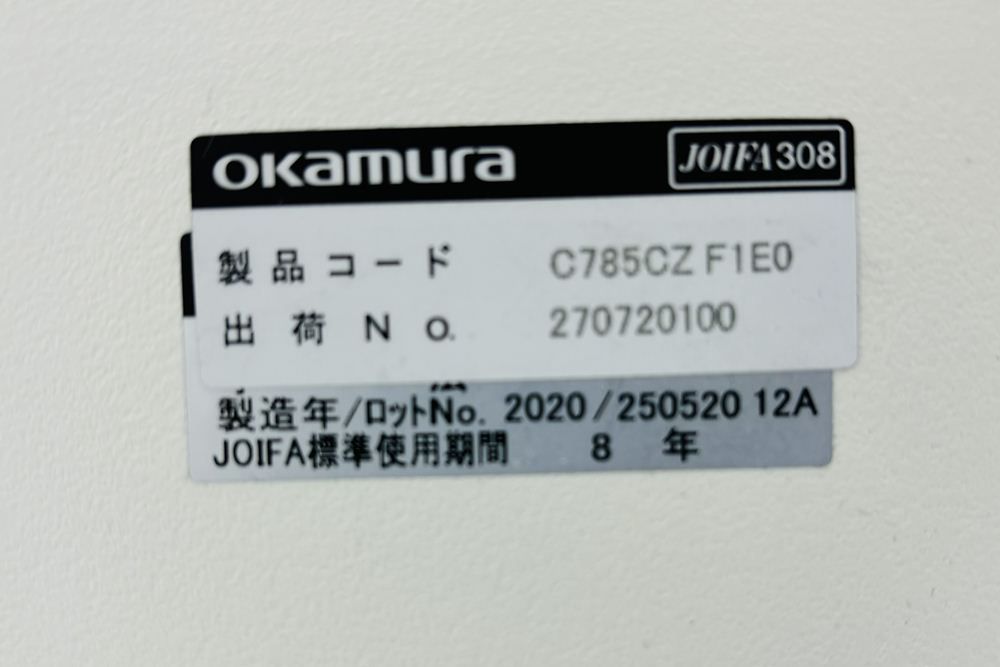 okamura
JOIFA308
製品コード C785CZ F1E0
出荷No. 270720100
製造年/ロットNo. 2020/250520 12A
JOIFA標準使用期間 8 年